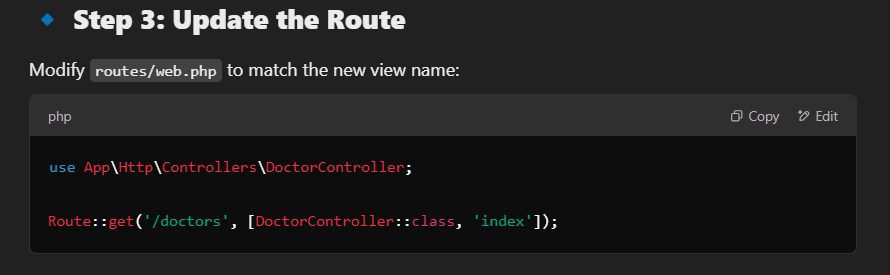 Step 3: Update the Route
Modify routes/web.php to match the new view name:
php
Copy
Edit
use App\Http\Controllers\DoctorController;
Route::get('/doctors', [DoctorController::class, 'index']);